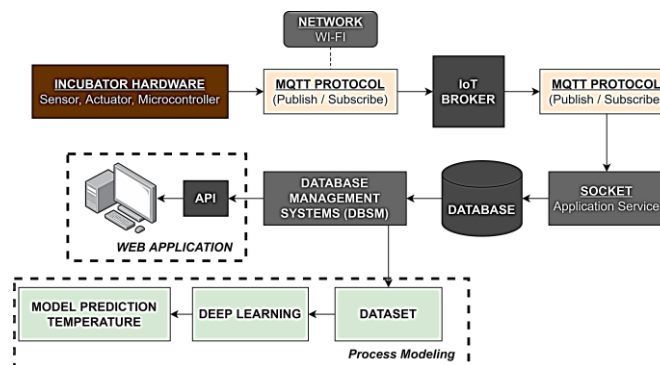 NETWORK
WI-FI
INCUBATOR HARDWARE
Sensor, Actuator, Microcontroller
MQTT PROTOCOL
(Publish / Subscribe)
IoT
BROKER
MQTT PROTOCOL
(Publish / Subscribe)
API
WEB APPLICATION
DATABASE
MANAGEMENT
SYSTEMS (DBSM)
DATABASE
SOCKET
Application Service
MODEL PREDICTION
TEMPERATURE
DEEP LEARNING
DATASET
Process Modeling